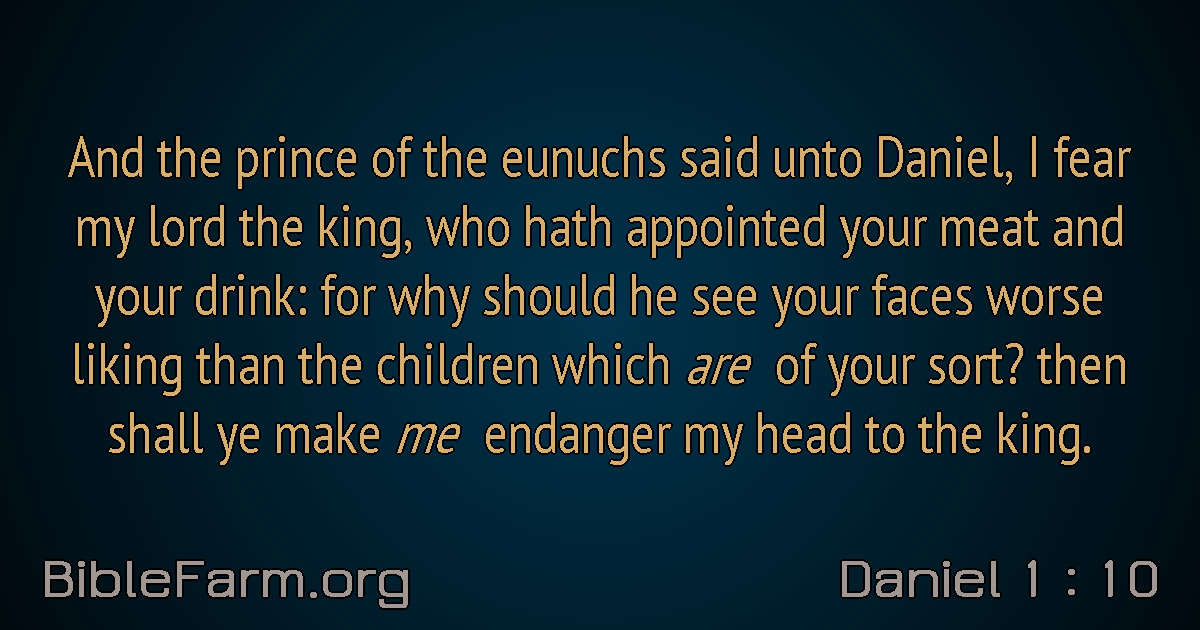 And the prince of the eunuchs said unto Daniel, I fear
my lord the king, who hath appointed your meat and
your drink: for why should he see your faces worse
liking than the children which are of your sort? then
shall ye make me endanger my head to the king.
BibleFarm.org
Daniel 1 : 10